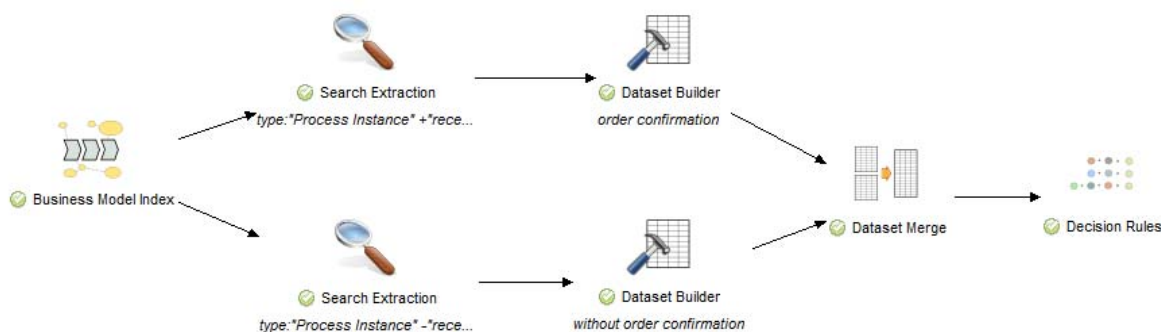 Search Extraction
type:"Process Instance" +"rece...
Dataset Builder
order confirmation
Business Model Index
Dataset Merge
Decision Rules
Search Extraction
type:"Process Instance" -"rece...
Dataset Builder
without order confirmation